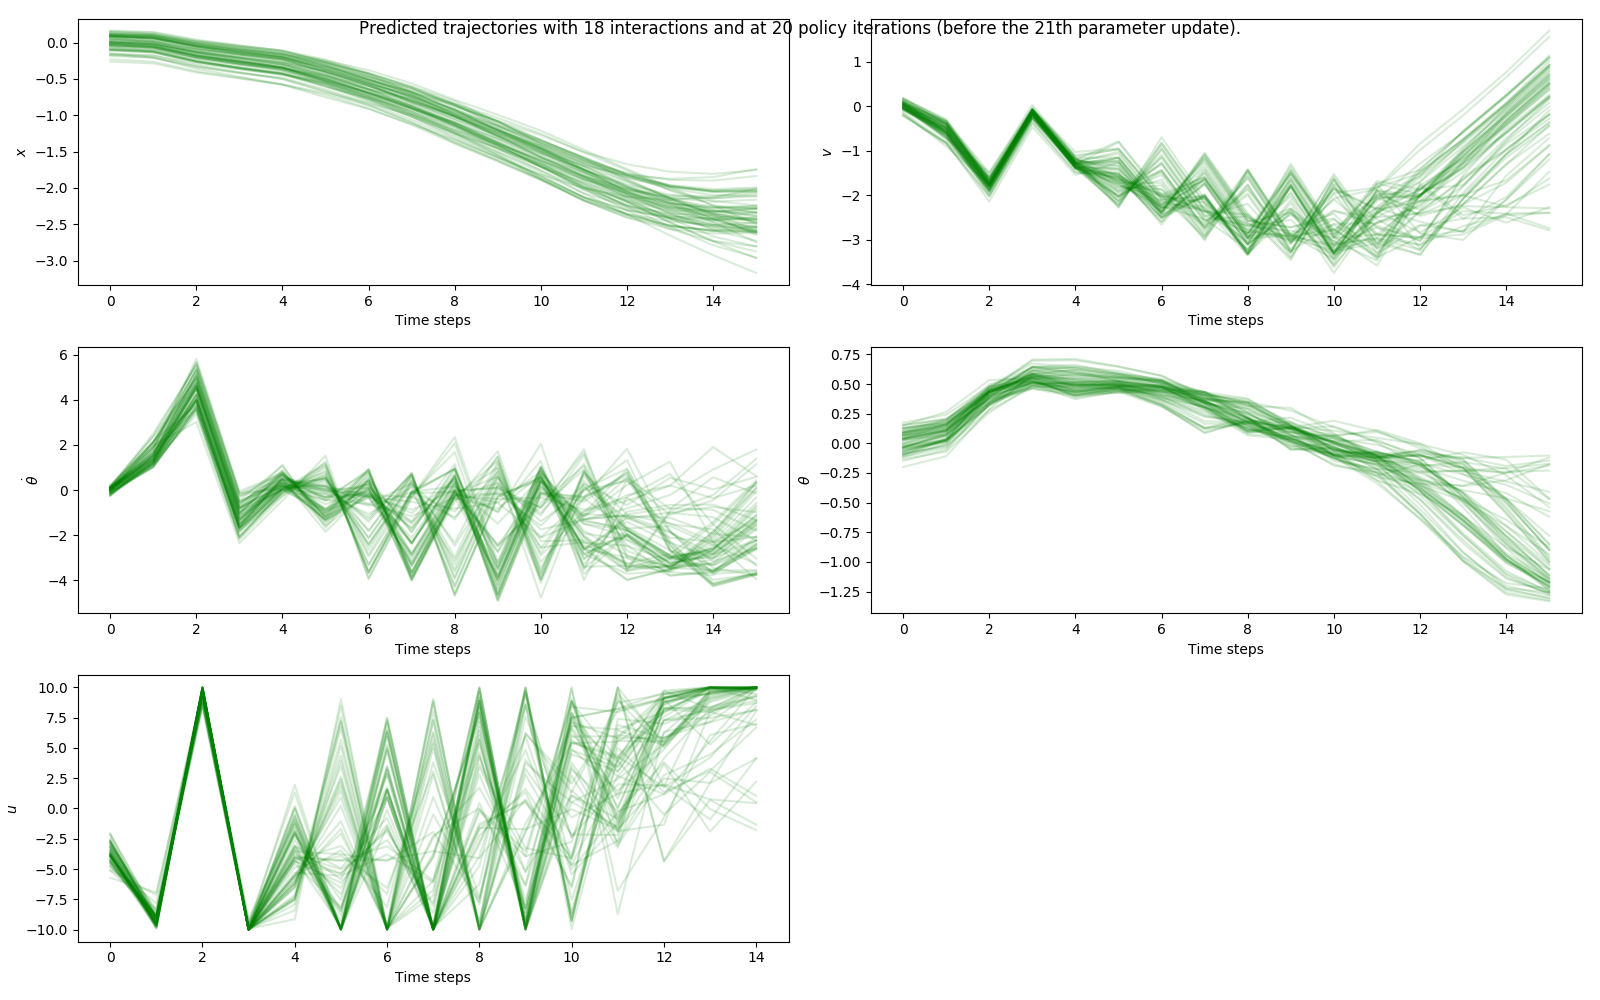 Predicted trajectories with 18 interactions and at 20 policy iterations (before the 21th parameter update).
x
0.0
−0.5
−1.0
−1.5
−2.0
−2.5
−3.0
0 2 4 6 8 10 12 14
Time steps
v
1
0
−1
−2
−3
−4
0 2 4 6 8 10 12 14
Time steps
θ̇
6
4
2
0
−2
−4
0 2 4 6 8 10 12 14
Time steps
θ
0.75
0.50
0.25
0.00
−0.25
−0.50
−0.75
−1.00
−1.25
0 2 4 6 8 10 12 14
Time steps
u
10.0
7.5
5.0
2.5
0.0
−2.5
−5.0
−7.5
−10.0
0 2 4 6 8 10 12 14
Time steps